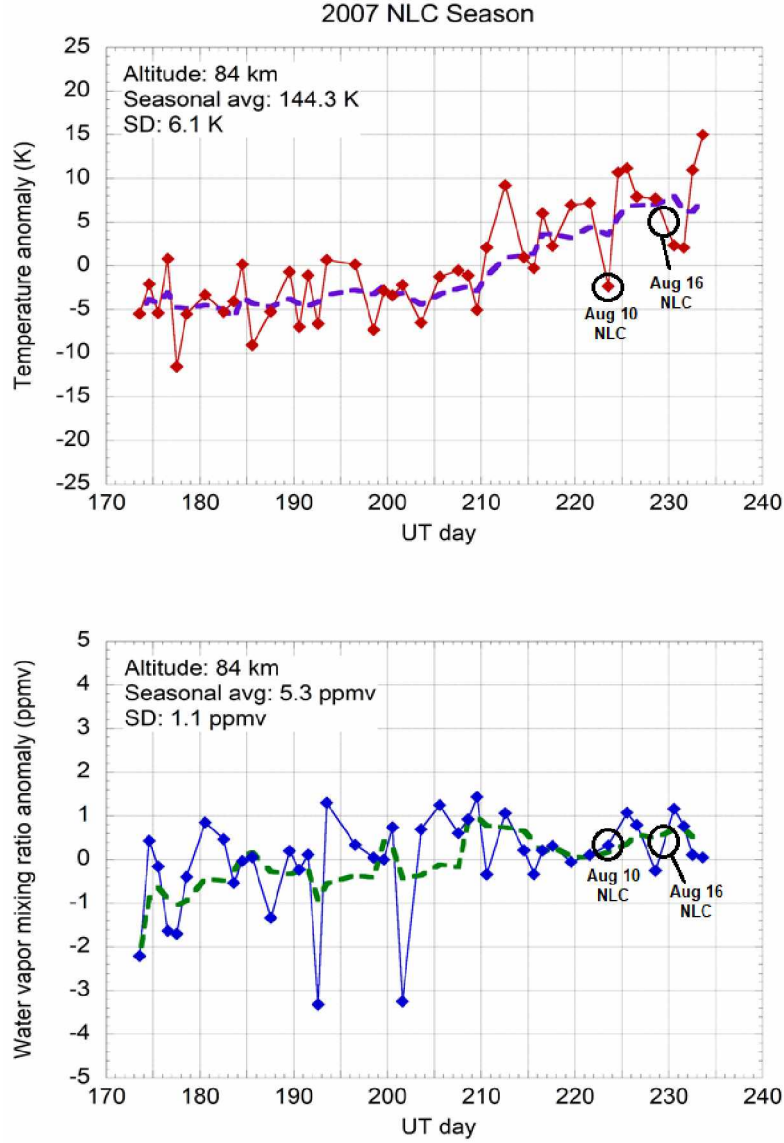 2007 NLC Season
25
20
15
10
5
0
-5
-10
-15
-20
-25
Temperature anomaly (K)
Altitude: 84 km
Seasonal avg: 144.3 K
SD: 6.1 K
Aug 10
NLC
Aug 16
NLC
170 180 190 200 210 220 230 240
UT day
5
4
3
2
1
0
-1
-2
-3
-4
-5
Water vapor mixing ratio anomaly (ppmv)
Altitude: 84 km
Seasonal avg: 5.3 ppmv
SD: 1.1 ppmv
Aug 10
NLC
Aug 16
NLC
170 180 190 200 210 220 230 240
UT day